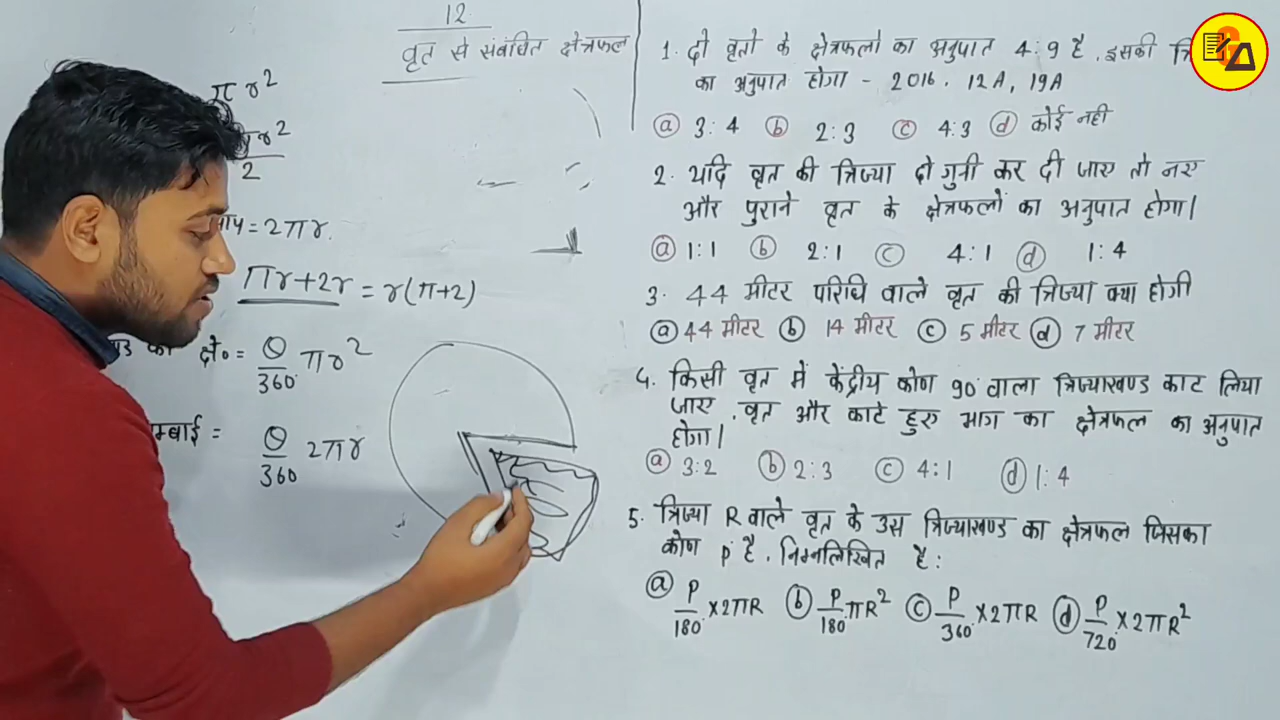 12
वृत से संबंधित क्षेत्रफल
πr²
πr²/2
= 2πr.
πr+2r = r(π+2)
क्षे० = θ/360 πr²
म्बाई = θ/360 2πr
1. दो वृतो के क्षेत्रफलो का अनुपात 4:9 है. इसकी त्रि
का अनुपात होगा - 2016, 12A, 19A
ⓐ 3:4 ⓑ 2:3 ⓒ 4:3 ⓓ कोई नही
2. यदि वृत की त्रिज्या दो गुनी कर दी जाए तो नए
और पुराने वृत के क्षेत्रफलों का अनुपात होगा।
ⓐ 1:1 ⓑ 2:1 ⓒ 4:1 ⓓ 1:4
3. 44 मीटर परिधि वाले वृत की त्रिज्या क्या होगी
ⓐ 44 मीटर ⓑ 14 मीटर ⓒ 5 मीटर ⓓ 7 मीटर
4. किसी वृत में केंद्रीय कोण 90° वाला त्रिज्याखण्ड काट लिया
जाए. वृत और काटे हुए भाग का क्षेत्रफल का अनुपात
होगा।
ⓐ 3:2 ⓑ 2:3 ⓒ 4:1 ⓓ 1:4
5. त्रिज्या R वाले वृत के उस त्रिज्याखण्ड का क्षेत्रफल जिसका
कोण p° है. निम्नलिखित है:
ⓐ P/180 ×2πR ⓑ P/180 πR² ⓒ P/360 ×2πR ⓓ P/720 ×2πR²